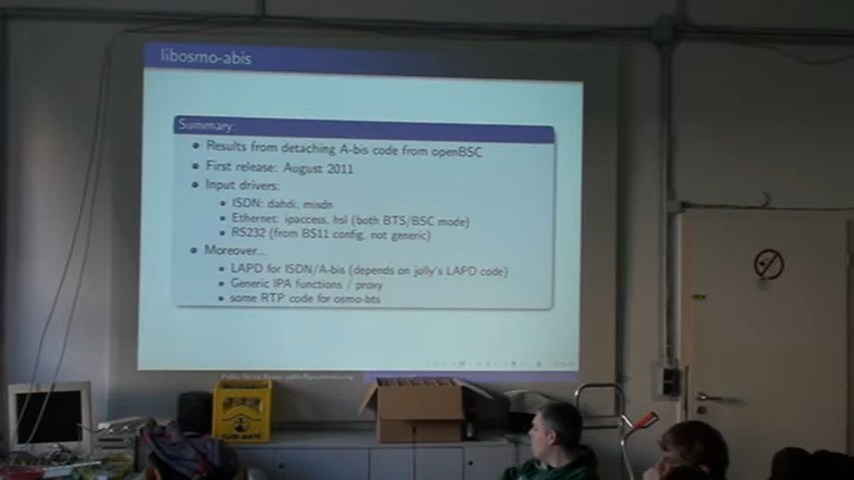 libosmo-abis
Summary:
Results from detaching A-bis code from openBSC
First release: August 2011
Input drivers:
ISDN: dahdi, misdn
Ethernet: ipaccess, hsl (both BTS/BSC mode)
RS232 (from BS11 config, not generic)
Moreover...
LAPD for ISDN/A-bis (depends on jolly's LAPD code)
Generic IPA functions / proxy
some RTP code for osmo-bts